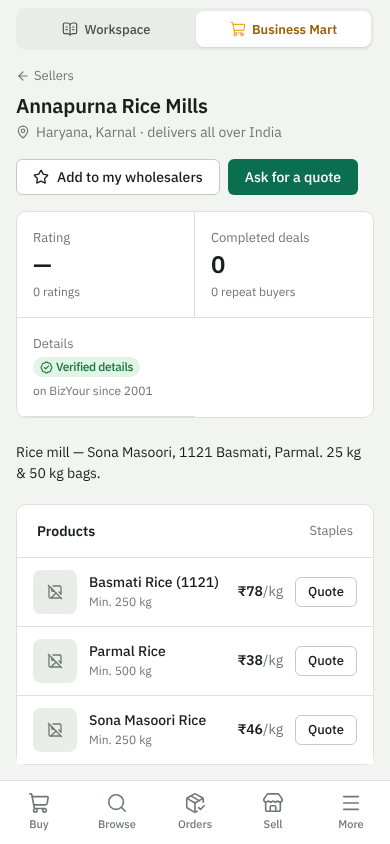 Workspace
Business Mart
Sellers
Annapurna Rice Mills
Haryana, Karnal · delivers all over India
Add to my wholesalers
Ask for a quote
Rating
—
0 ratings
Completed deals
0
0 repeat buyers
Details
Verified details
on BizYour since 2001
Rice mill — Sona Masoori, 1121 Basmati, Parmal. 25 kg
& 50 kg bags.
Products
Staples
Basmati Rice (1121)
Min. 250 kg
₹78/kg
Quote
Parmal Rice
Min. 500 kg
₹38/kg
Quote
Sona Masoori Rice
Min. 250 kg
₹46/kg
Quote
Buy
Browse
Orders
Sell
More